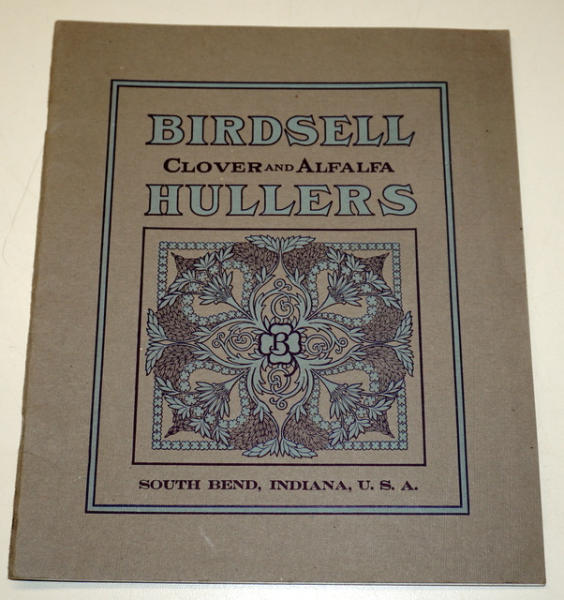 BIRDSELL
CLOVER AND ALFALFA
HULLERS
B
SOUTH BEND, INDIANA, U. S. A.